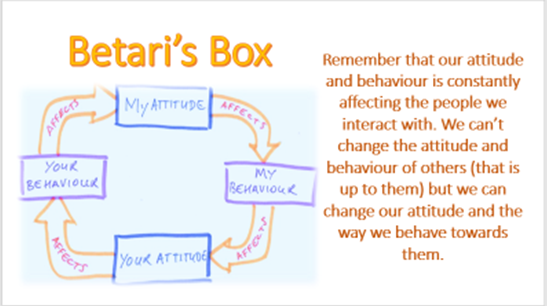 Betari's Box
MY ATTITUDE
AFFECTS
MY
BEHAVIOUR
AFFECTS
YOUR ATTITUDE
AFFECTS
YOUR
BEHAVIOUR
AFFECTS
Remember that our attitude
and behaviour is constantly
affecting the people we
interact with. We can't
change the attitude and
behaviour of others (that is
up to them) but we can
change our attitude and the
way we behave towards
them.